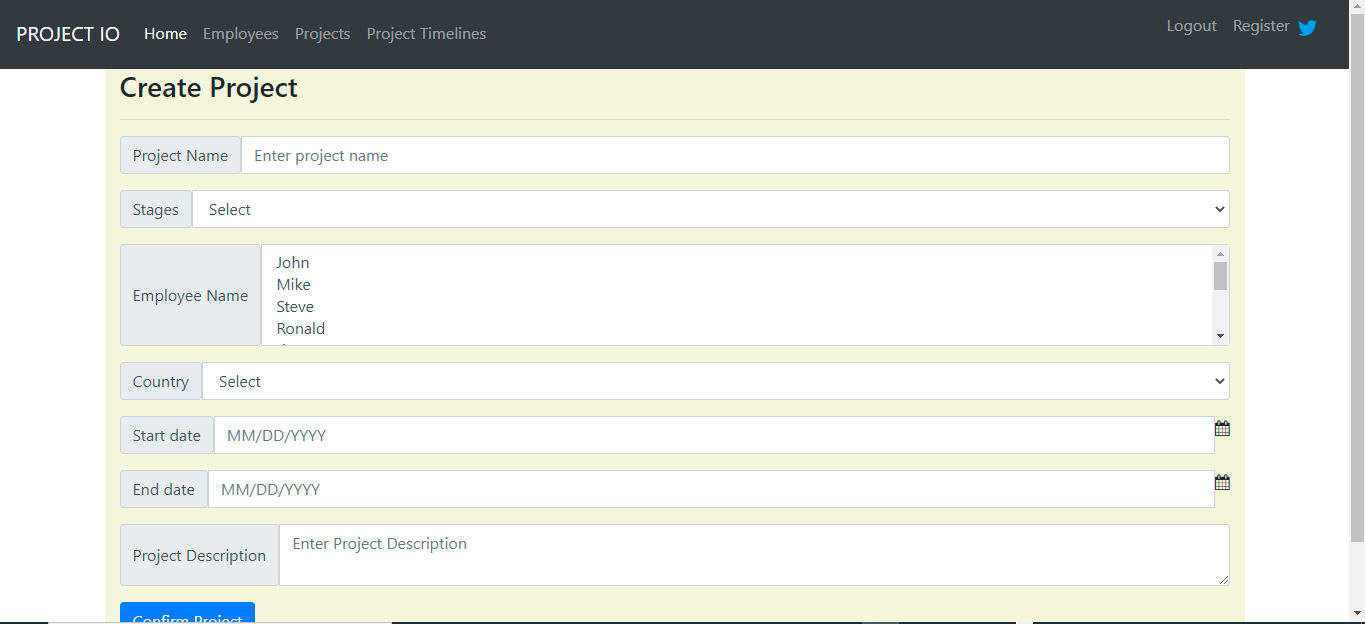 PROJECT IO Home Employees Projects Project Timelines Logout Register
Create Project
Project Name Enter project name
Stages Select
Employee Name
John
Mike
Steve
Ronald
Country Select
Start date MM/DD/YYYY
End date MM/DD/YYYY
Project Description Enter Project Description
Confirm Project